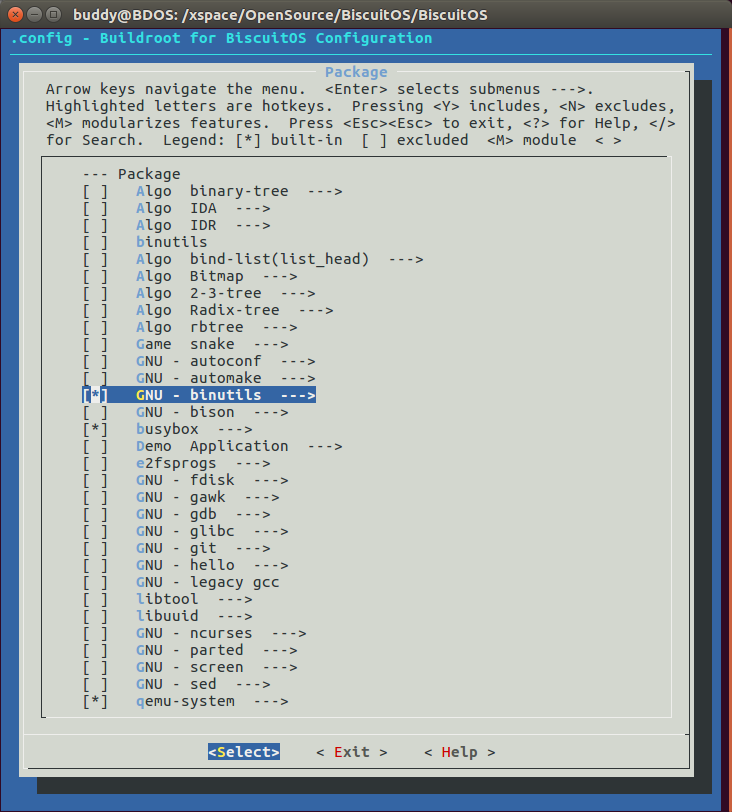 buddy@BDOS: /xspace/OpenSource/BiscuitOS/BiscuitOS
.config - Buildroot for BiscuitOS Configuration
Package
Arrow keys navigate the menu.  <Enter> selects submenus --->.
Highlighted letters are hotkeys.  Pressing <Y> includes, <N> excludes,
<M> modularizes features.  Press <Esc><Esc> to exit, <?> for Help, </>
for Search.  Legend: [*] built-in  [ ] excluded  <M> module  < >
--- Package
[ ]   Algo  binary-tree  --->
[ ]   Algo  IDA  --->
[ ]   Algo  IDR  --->
[ ]   binutils
[ ]   Algo  bind-list(list_head)  --->
[ ]   Algo  Bitmap  --->
[ ]   Algo  2-3-tree  --->
[ ]   Algo  Radix-tree  --->
[ ]   Algo  rbtree  --->
[ ]   Game  snake  --->
[ ]   GNU - autoconf  --->
[ ]   GNU - automake  --->
[*]   GNU - binutils  --->
[ ]   GNU - bison  --->
[*]   busybox  --->
[ ]   Demo  Application  --->
[ ]   e2fsprogs  --->
[ ]   GNU - fdisk  --->
[ ]   GNU - gawk  --->
[ ]   GNU - gdb  --->
[ ]   GNU - glibc  --->
[ ]   GNU - git  --->
[ ]   GNU - hello  --->
[ ]   GNU - legacy gcc
[ ]   libtool  --->
[ ]   libuuid  --->
[ ]   GNU - ncurses  --->
[ ]   GNU - parted  --->
[ ]   GNU - screen  --->
[ ]   GNU - sed  --->
[*]   qemu-system  --->
<Select>    < Exit >    < Help >